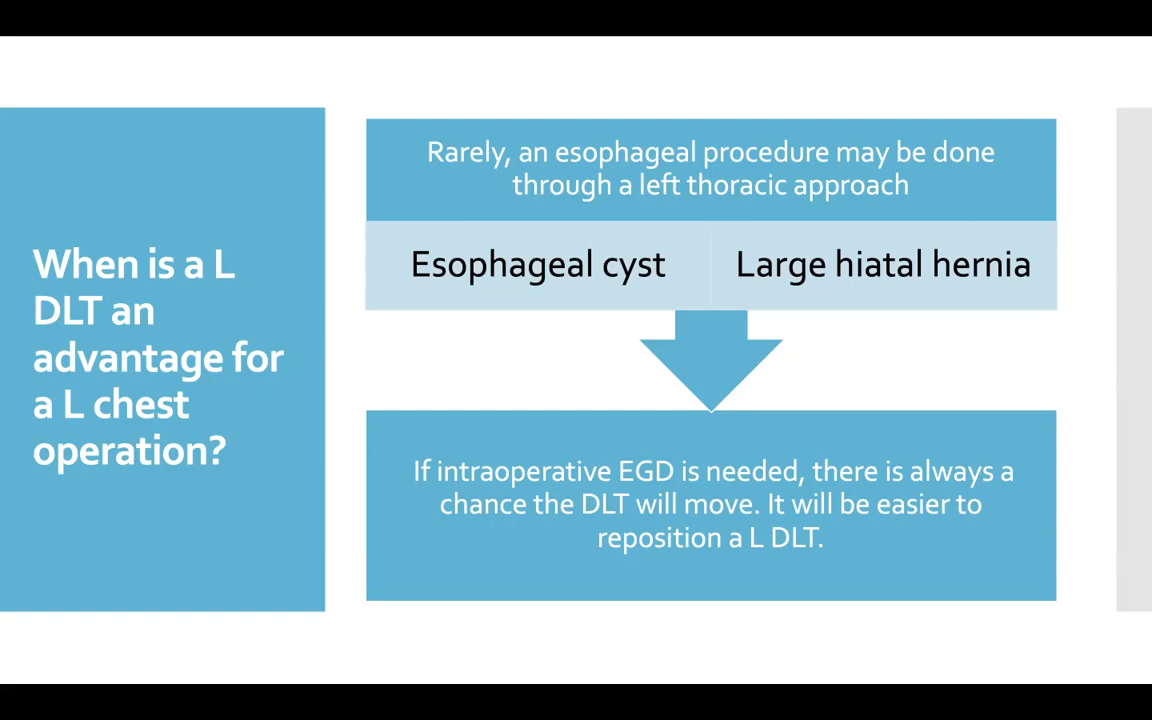 When is a L
DLT an
advantage for
a L chest
operation?
Rarely, an esophageal procedure may be done
through a left thoracic approach
Esophageal cyst
Large hiatal hernia
If intraoperative EGD is needed, there is always a
chance the DLT will move. It will be easier to
reposition a L DLT.